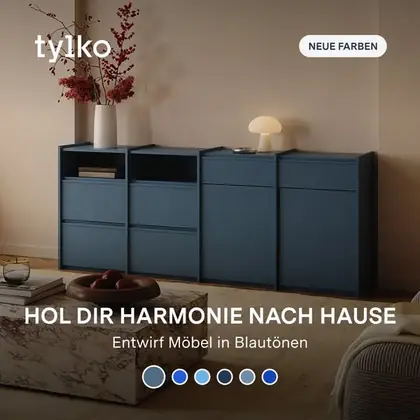 tylko
NEUE FARBEN
HOL DIR HARMONIE NACH HAUSE
Entwirf Möbel in Blautönen